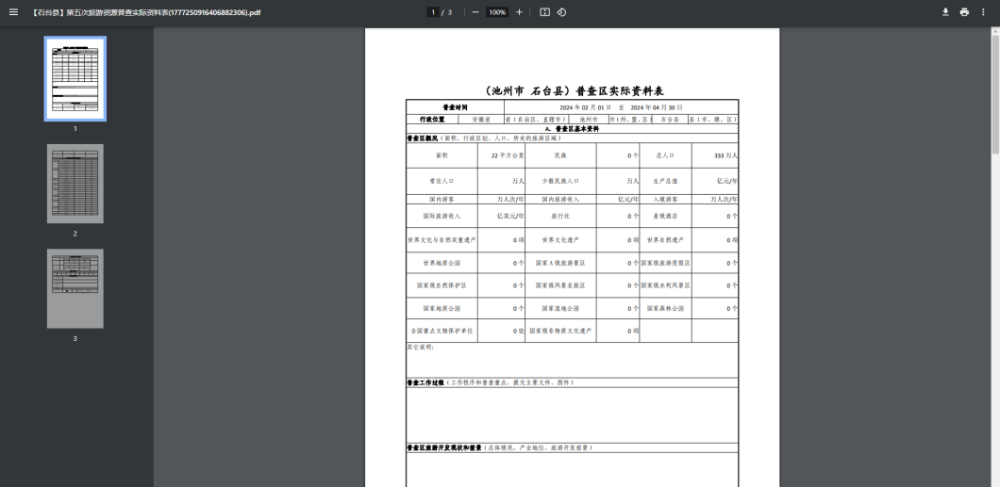 【石台县】第五次旅游资源普查实际资料表(1777250916406882306).pdf
1 / 3
100%
1
2
3
(池州市 石台县) 普查区实际资料表
普查时间 2024 年 02 月 01 日 至 2024 年 04 月 30 日
行政位置 安徽省 省(自治区、直辖市) 池州市 市(州、盟、区) 石台县 县(市、旗、区)
A. 普查区基本资料
普查区概况(面积、行政区划、人口、所处的旅游区域)
面积 22 平方公里 民族 0 个 总人口 333 万人
常住人口 万人 少数民族人口 万人 生产总值 亿元/年
国内游客 万人次/年 国内旅游收入 亿元/年 入境游客 万人次/年
国际旅游收入 亿美元/年 旅行社 0 个 星级酒店 0 个
世界文化与自然双重遗产 0 项 世界文化遗产 0 项 世界自然遗产 0 项
世界地质公园 0 个 国家 A 级旅游景区 0 个 国家级旅游度假区 0 个
国家级自然保护区 0 个 国家级风景名胜区 0 个 国家级水利风景区 0 个
国家地质公园 0 个 国家湿地公园 0 个 国家森林公园 0 个
全国重点文物保护单位 0 处 国家级非物质文化遗产 0 项
其它说明:
普查工作过程(工作程序和普查重点,提交主要文件、图件)
普查区旅游开发现状和前景(总体情况、产业地位、旅游开发前景)